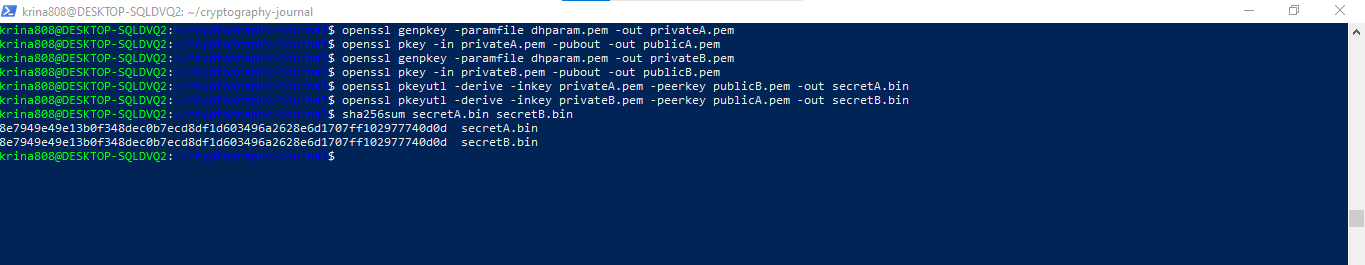 krina808@DESKTOP-SQLDVQ2: ~/cryptography-journal
krina808@DESKTOP-SQLDVQ2:~/cryptography-journal$ openssl genpkey -paramfile dhparam.pem -out privateA.pem
krina808@DESKTOP-SQLDVQ2:~/cryptography-journal$ openssl pkey -in privateA.pem -pubout -out publicA.pem
krina808@DESKTOP-SQLDVQ2:~/cryptography-journal$ openssl genpkey -paramfile dhparam.pem -out privateB.pem
krina808@DESKTOP-SQLDVQ2:~/cryptography-journal$ openssl pkey -in privateB.pem -pubout -out publicB.pem
krina808@DESKTOP-SQLDVQ2:~/cryptography-journal$ openssl pkeyutl -derive -inkey privateA.pem -peerkey publicB.pem -out secretA.bin
krina808@DESKTOP-SQLDVQ2:~/cryptography-journal$ openssl pkeyutl -derive -inkey privateB.pem -peerkey publicA.pem -out secretB.bin
krina808@DESKTOP-SQLDVQ2:~/cryptography-journal$ sha256sum secretA.bin secretB.bin
8e7949e49e13b0f348dec0b7ecd8df1d603496a2628e6d1707ff102977740d0d  secretA.bin
8e7949e49e13b0f348dec0b7ecd8df1d603496a2628e6d1707ff102977740d0d  secretB.bin
krina808@DESKTOP-SQLDVQ2:~/cryptography-journal$